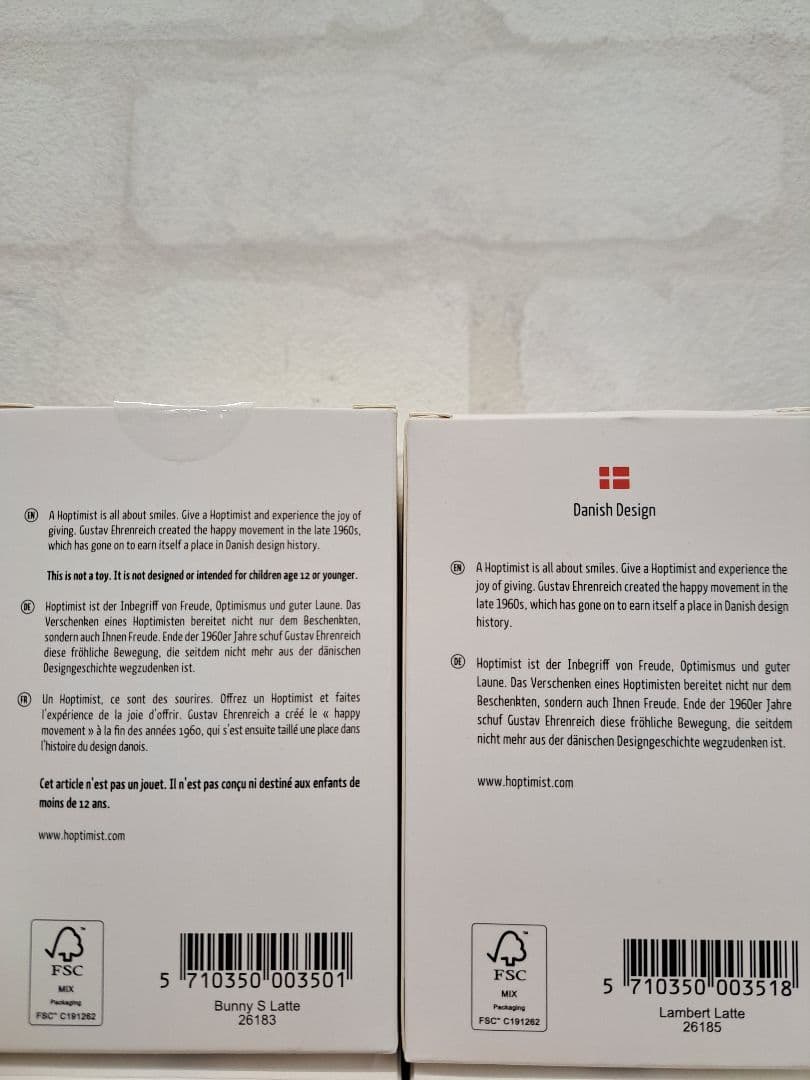 EN A Hoptimist is all about smiles. Give a Hoptimist and experience the joy of
giving. Gustav Ehrenreich created the happy movement in the late 1960s,
which has gone on to earn itself a place in Danish design history.
This is not a toy. It is not designed or intended for children age 12 or younger.
DE Hoptimist ist der Inbegriff von Freude, Optimismus und guter Laune. Das
Verschenken eines Hoptimisten bereitet nicht nur dem Beschenkten,
sondern auch Ihnen Freude. Ende der 1960er Jahre schuf Gustav Ehrenreich
diese fröhliche Bewegung, die seitdem nicht mehr aus der dänischen
Designgeschichte wegzudenken ist.
FR Un Hoptimist, ce sont des sourires. Offrez un Hoptimist et faites
l'expérience de la joie d'offrir. Gustav Ehrenreich a créé le « happy
movement » à la fin des années 1960, qui s'est ensuite taillé une place dans
l'histoire du design danois.
Cet article n'est pas un jouet. Il n'est pas conçu ni destiné aux enfants de
moins de 12 ans.
www.hoptimist.com
FSC
MIX
Packaging
FSC™ C191262
5 710350 003501
Bunny S Latte
26183
Danish Design
EN A Hoptimist is all about smiles. Give a Hoptimist and experience the
joy of giving. Gustav Ehrenreich created the happy movement in the
late 1960s, which has gone on to earn itself a place in Danish design
history.
DE Hoptimist ist der Inbegriff von Freude, Optimismus und guter
Laune. Das Verschenken eines Hoptimisten bereitet nicht nur dem
Beschenkten, sondern auch Ihnen Freude. Ende der 1960er Jahre
schuf Gustav Ehrenreich diese fröhliche Bewegung, die seitdem
nicht mehr aus der dänischen Designgeschichte wegzudenken ist.
www.hoptimist.com
FSC
MIX
Packaging
FSC™ C191262
5 710350 003518
Lambert Latte
26185